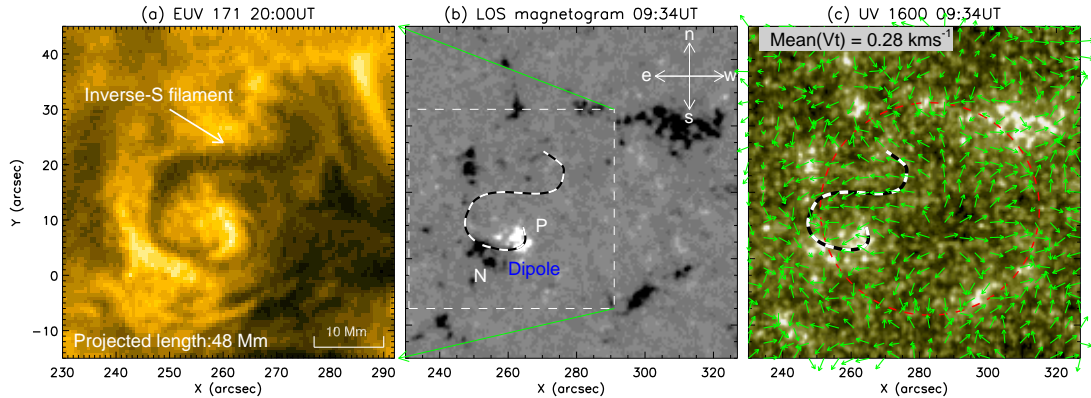 (a) EUV 171 20:00UT
(b) LOS magnetogram 09:34UT
(c) UV 1600 09:34UT
Inverse-S filament
Projected length:48 Mm
10 Mm
Y (arcsec)
40
30
20
10
0
-10
230 240 250 260 270 280 290
X (arcsec)
n
e w
s
P
N
Dipole
240 260 280 300 320
X (arcsec)
Mean(Vt) = 0.28 kms-1
240 260 280 300 320
X (arcsec)